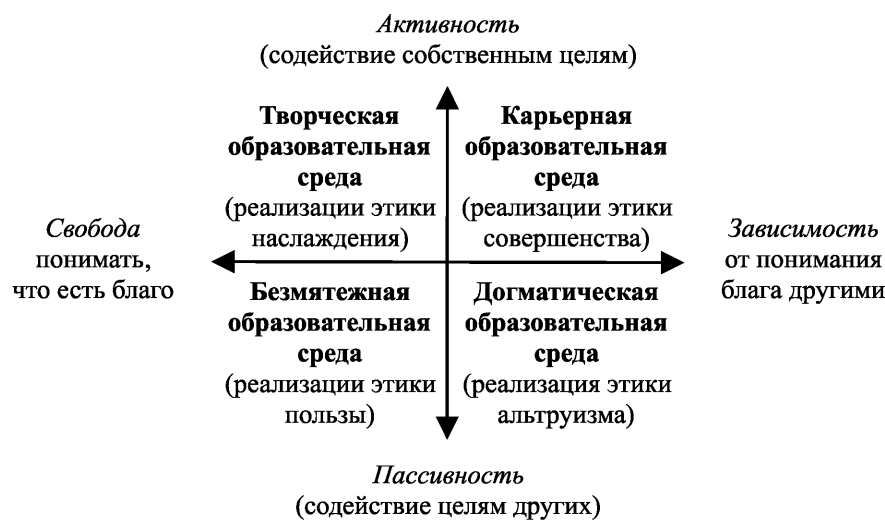 Активность
(содействие собственным целям)
Творческая
образовательная
среда
(реализации этики
наслаждения)
Карьерная
образовательная
среда
(реализации этики
совершенства)
Свобода
понимать,
что есть благо
Зависимость
от понимания
блага другими
Безмятежная
образовательная
среда
(реализации этики
пользы)
Догматическая
образовательная
среда
(реализация этики
альтруизма)
Пассивность
(содействие целям других)